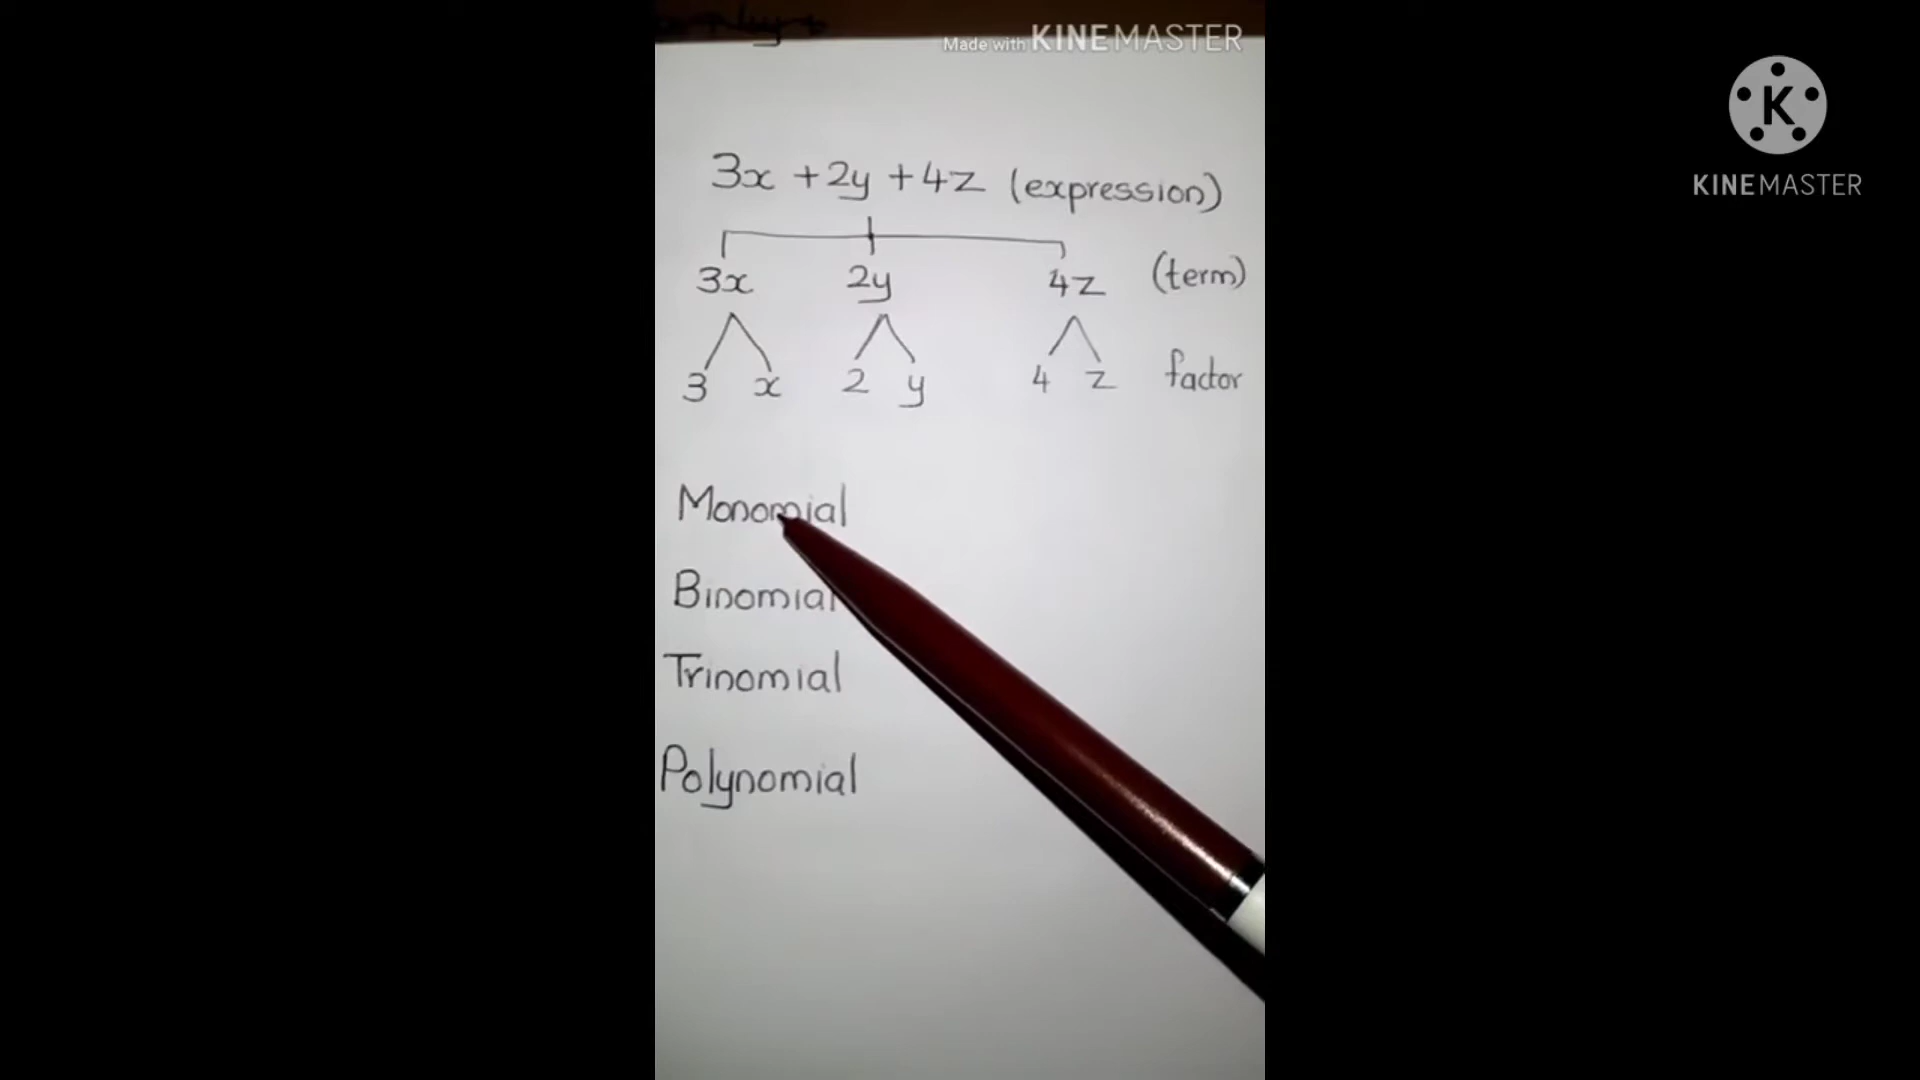 Made with KINEMASTER
KINEMASTER
3x + 2y + 4z (expression)
3x 2y 4z (term)
3 x 2 y 4 z factor
Monomial
Binomial
Trinomial
Polynomial